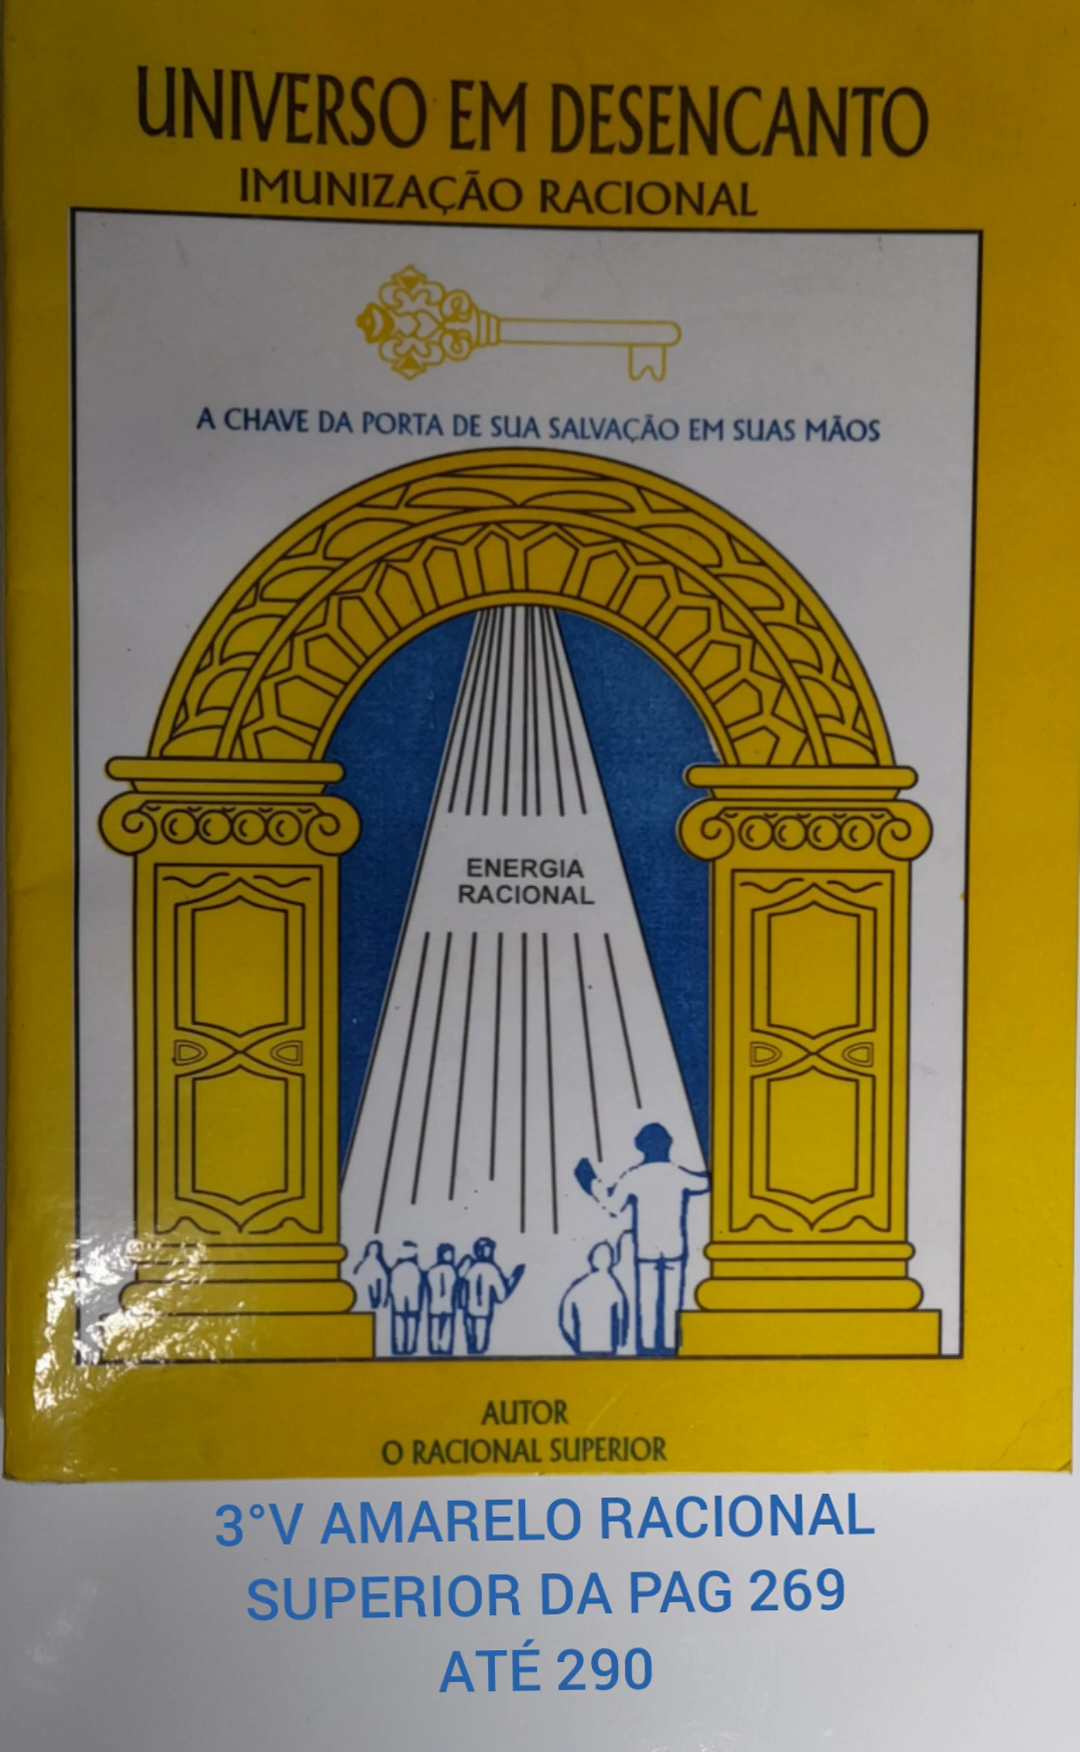 UNIVERSO EM DESENCANTO
IMUNIZAÇÃO RACIONAL
A CHAVE DA PORTA DE SUA SALVAÇÃO EM SUAS MÃOS
ENERGIA
RACIONAL
AUTOR
O RACIONAL SUPERIOR
3°V AMARELO RACIONAL
SUPERIOR DA PAG 269
ATÉ 290